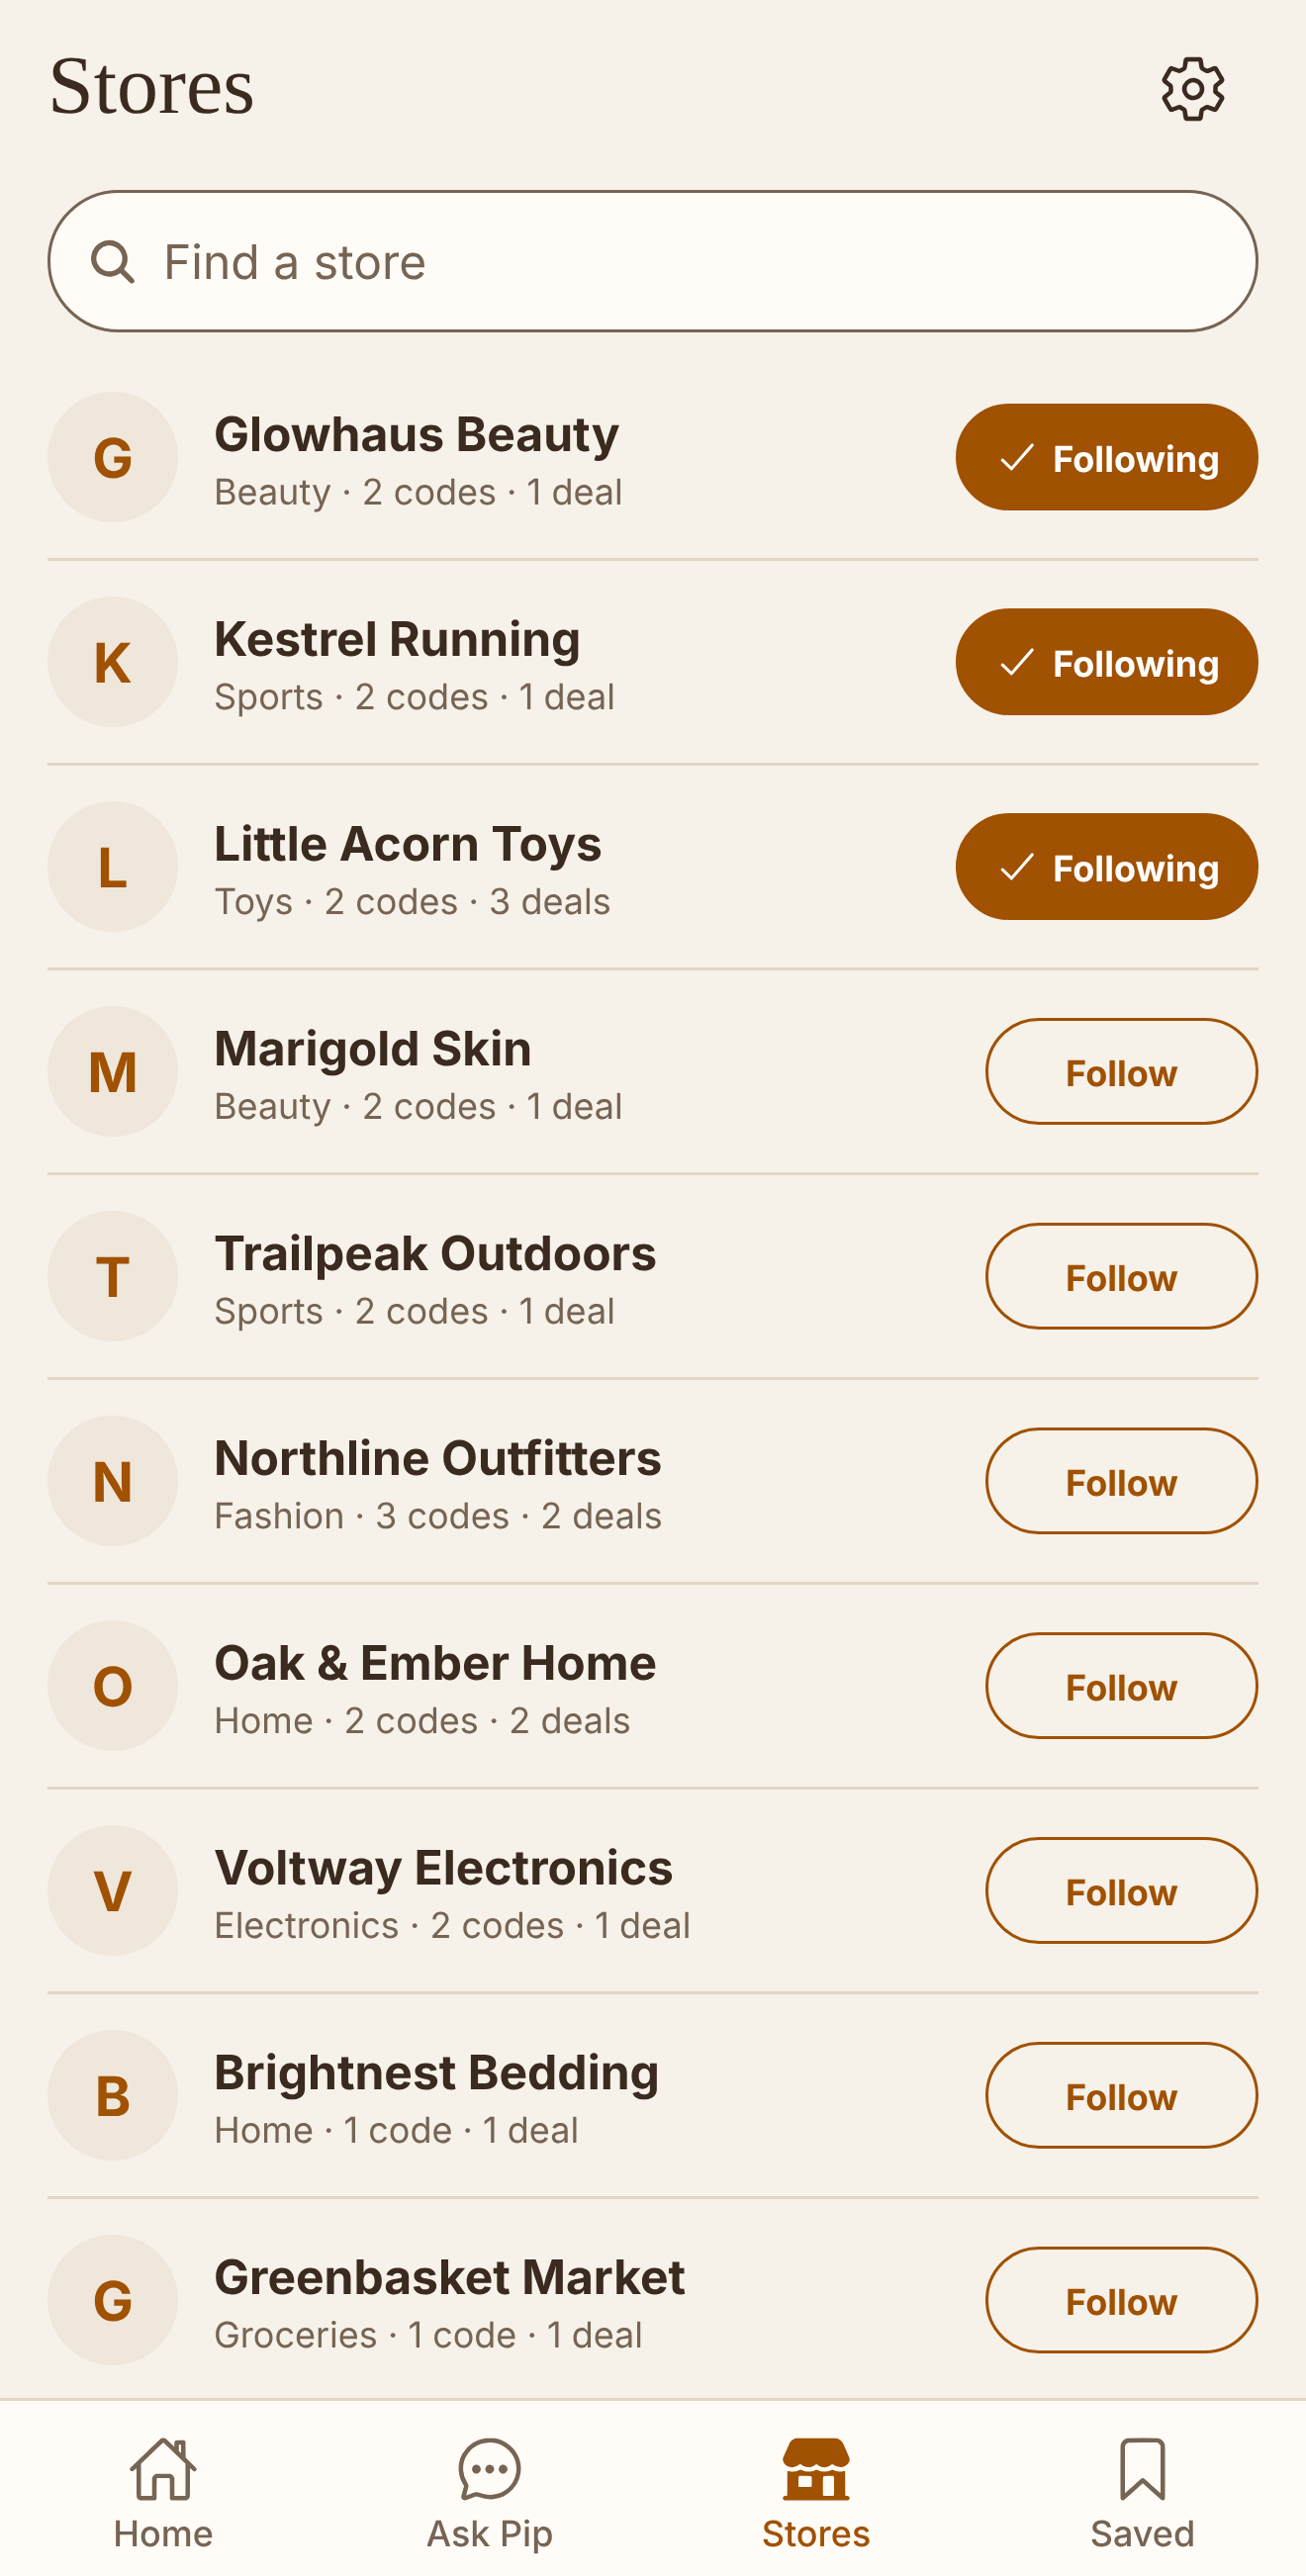 Stores
Find a store
G
Glowhaus Beauty
Beauty · 2 codes · 1 deal
Following
K
Kestrel Running
Sports · 2 codes · 1 deal
Following
L
Little Acorn Toys
Toys · 2 codes · 3 deals
Following
M
Marigold Skin
Beauty · 2 codes · 1 deal
Follow
T
Trailpeak Outdoors
Sports · 2 codes · 1 deal
Follow
N
Northline Outfitters
Fashion · 3 codes · 2 deals
Follow
O
Oak & Ember Home
Home · 2 codes · 2 deals
Follow
V
Voltway Electronics
Electronics · 2 codes · 1 deal
Follow
B
Brightnest Bedding
Home · 1 code · 1 deal
Follow
G
Greenbasket Market
Groceries · 1 code · 1 deal
Follow
Home
Ask Pip
Stores
Saved